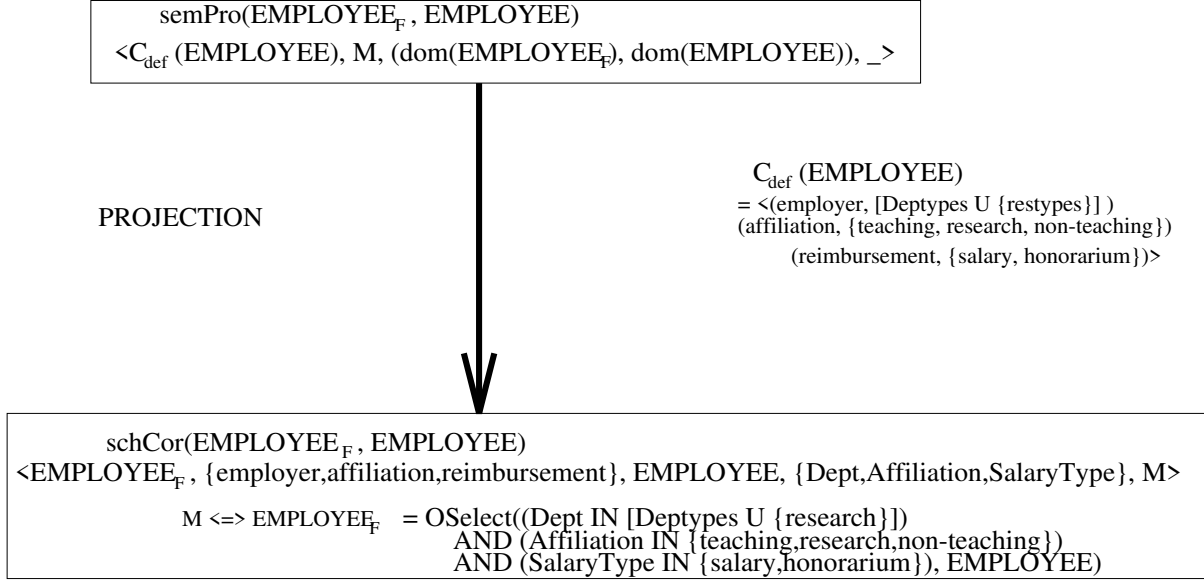 semPro(EMPLOYEE_F , EMPLOYEE)
<C_def (EMPLOYEE), M, (dom(EMPLOYEE_F), dom(EMPLOYEE)), _>
PROJECTION
C_def (EMPLOYEE)
= <(employer, [Deptypes U {restypes}] )
(affiliation, {teaching, research, non-teaching})
(reimbursement, {salary, honorarium})>
schCor(EMPLOYEE_F , EMPLOYEE)
<EMPLOYEE_F , {employer,affiliation,reimbursement}, EMPLOYEE, {Dept,Affiliation,SalaryType}, M>
M <=> EMPLOYEE_F = OSelect((Dept IN [Deptypes U {research}])
AND (Affiliation IN {teaching,research,non-teaching})
AND (SalaryType IN {salary,honorarium}), EMPLOYEE)